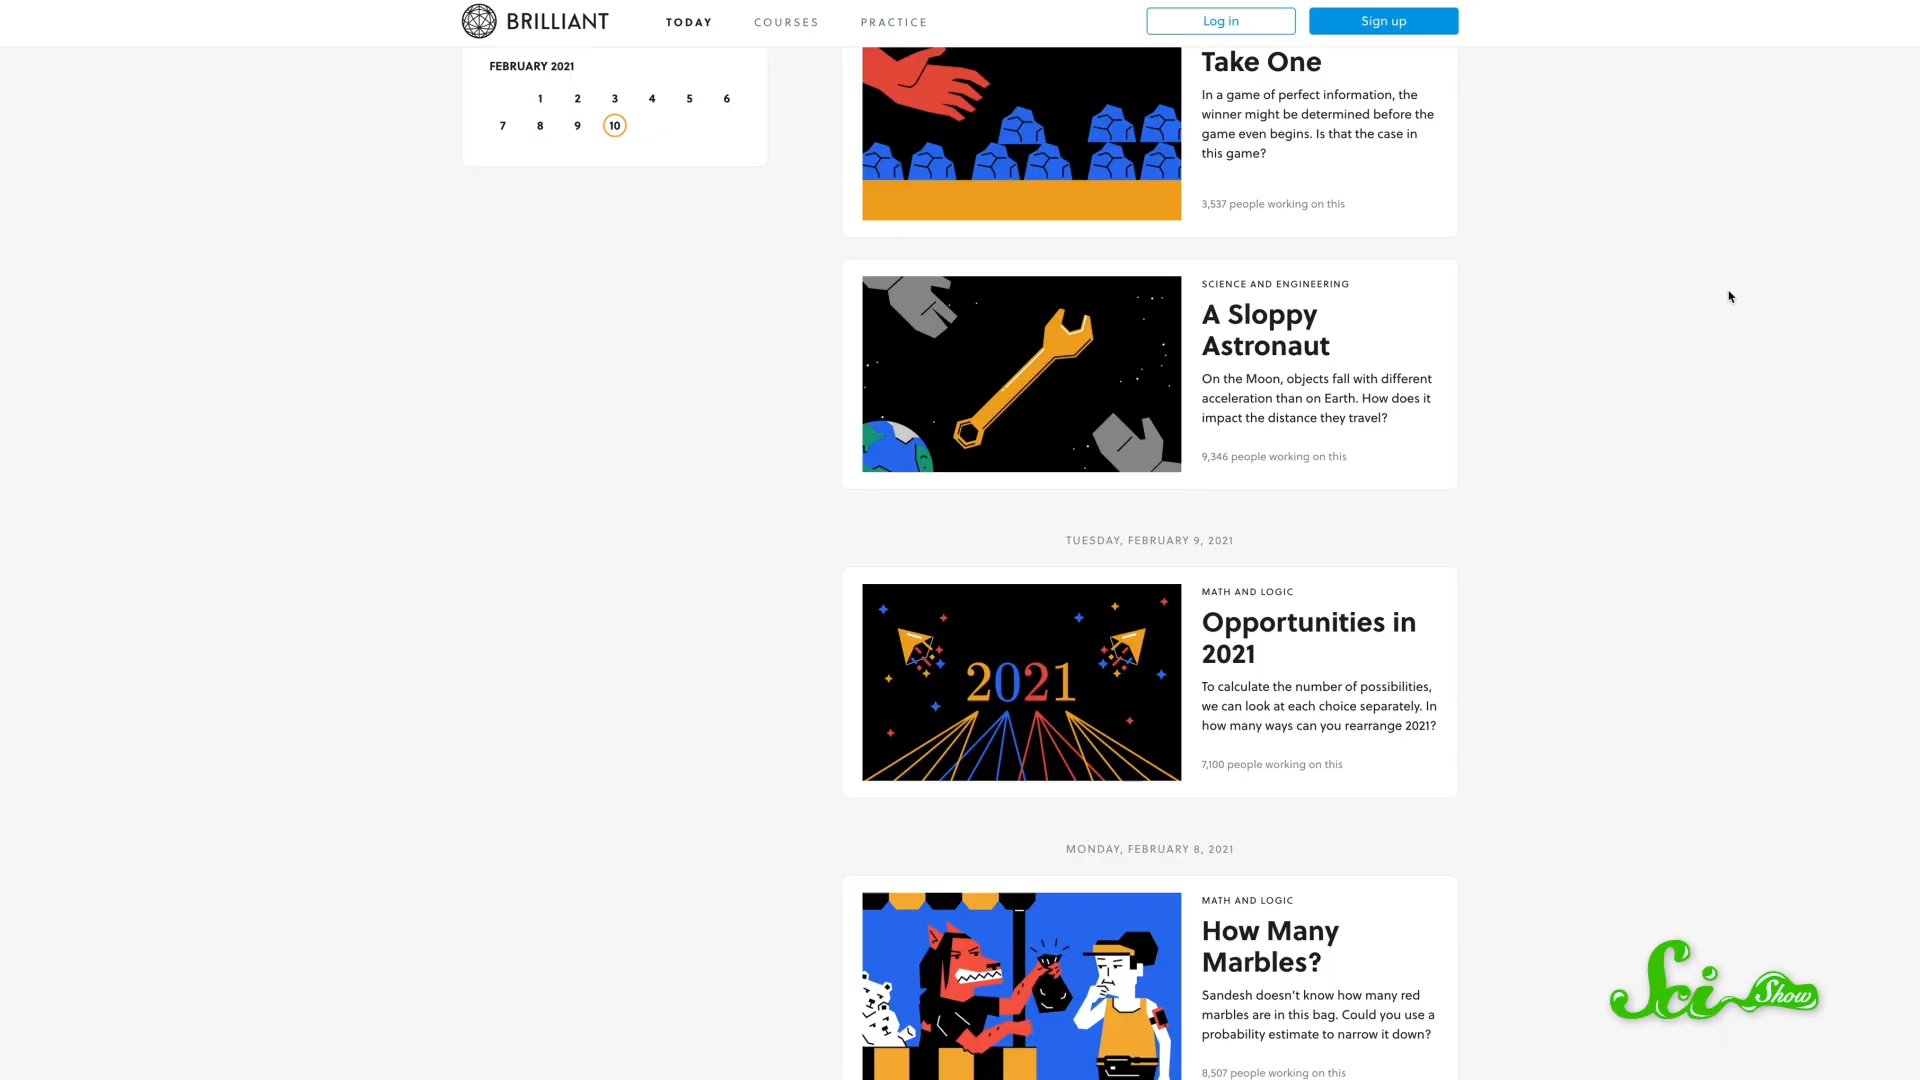 BRILLIANT
TODAY
COURSES
PRACTICE
Log in
Sign up
FEBRUARY 2021
1 2 3 4 5 6
7 8 9 10
Take One
In a game of perfect information, the
winner might be determined before the
game even begins. Is that the case in
this game?
3,537 people working on this
SCIENCE AND ENGINEERING
A Sloppy
Astronaut
On the Moon, objects fall with different
acceleration than on Earth. How does it
impact the distance they travel?
9,346 people working on this
TUESDAY, FEBRUARY 9, 2021
2021
MATH AND LOGIC
Opportunities in
2021
To calculate the number of possibilities,
we can look at each choice separately. In
how many ways can you rearrange 2021?
7,100 people working on this
MONDAY, FEBRUARY 8, 2021
MATH AND LOGIC
How Many
Marbles?
Sandesh doesn't know how many red
marbles are in this bag. Could you use a
probability estimate to narrow it down?
8,507 people working on this
Sci Show